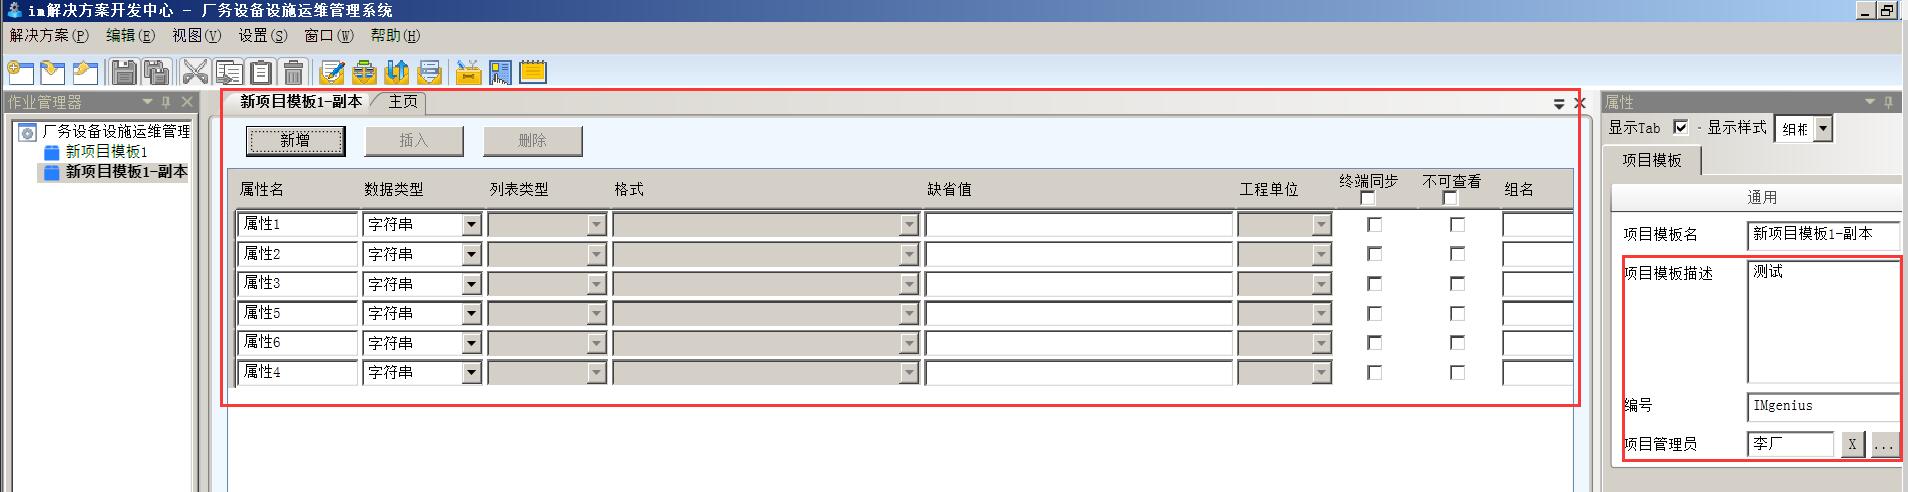 im解决方案开发中心 - 厂务设备设施运维管理系统
解决方案(P) 编辑(E) 视图(V) 设置(S) 窗口(W) 帮助(H)
作业管理器
厂务设备设施运维管理
新项目模板1
新项目模板1-副本
新项目模板1-副本 主页
新增 插入 删除
属性名 数据类型 列表类型 格式 缺省值 工程单位 终端同步 不可查看 组名
属性1 字符串
属性2 字符串
属性3 字符串
属性5 字符串
属性6 字符串
属性4 字符串
属性
显示Tab - 显示样式 细框
项目模板
通用
项目模板名 新项目模板1-副本
项目模板描述 测试
编号 IMgenius
项目管理员 李厂 X ...